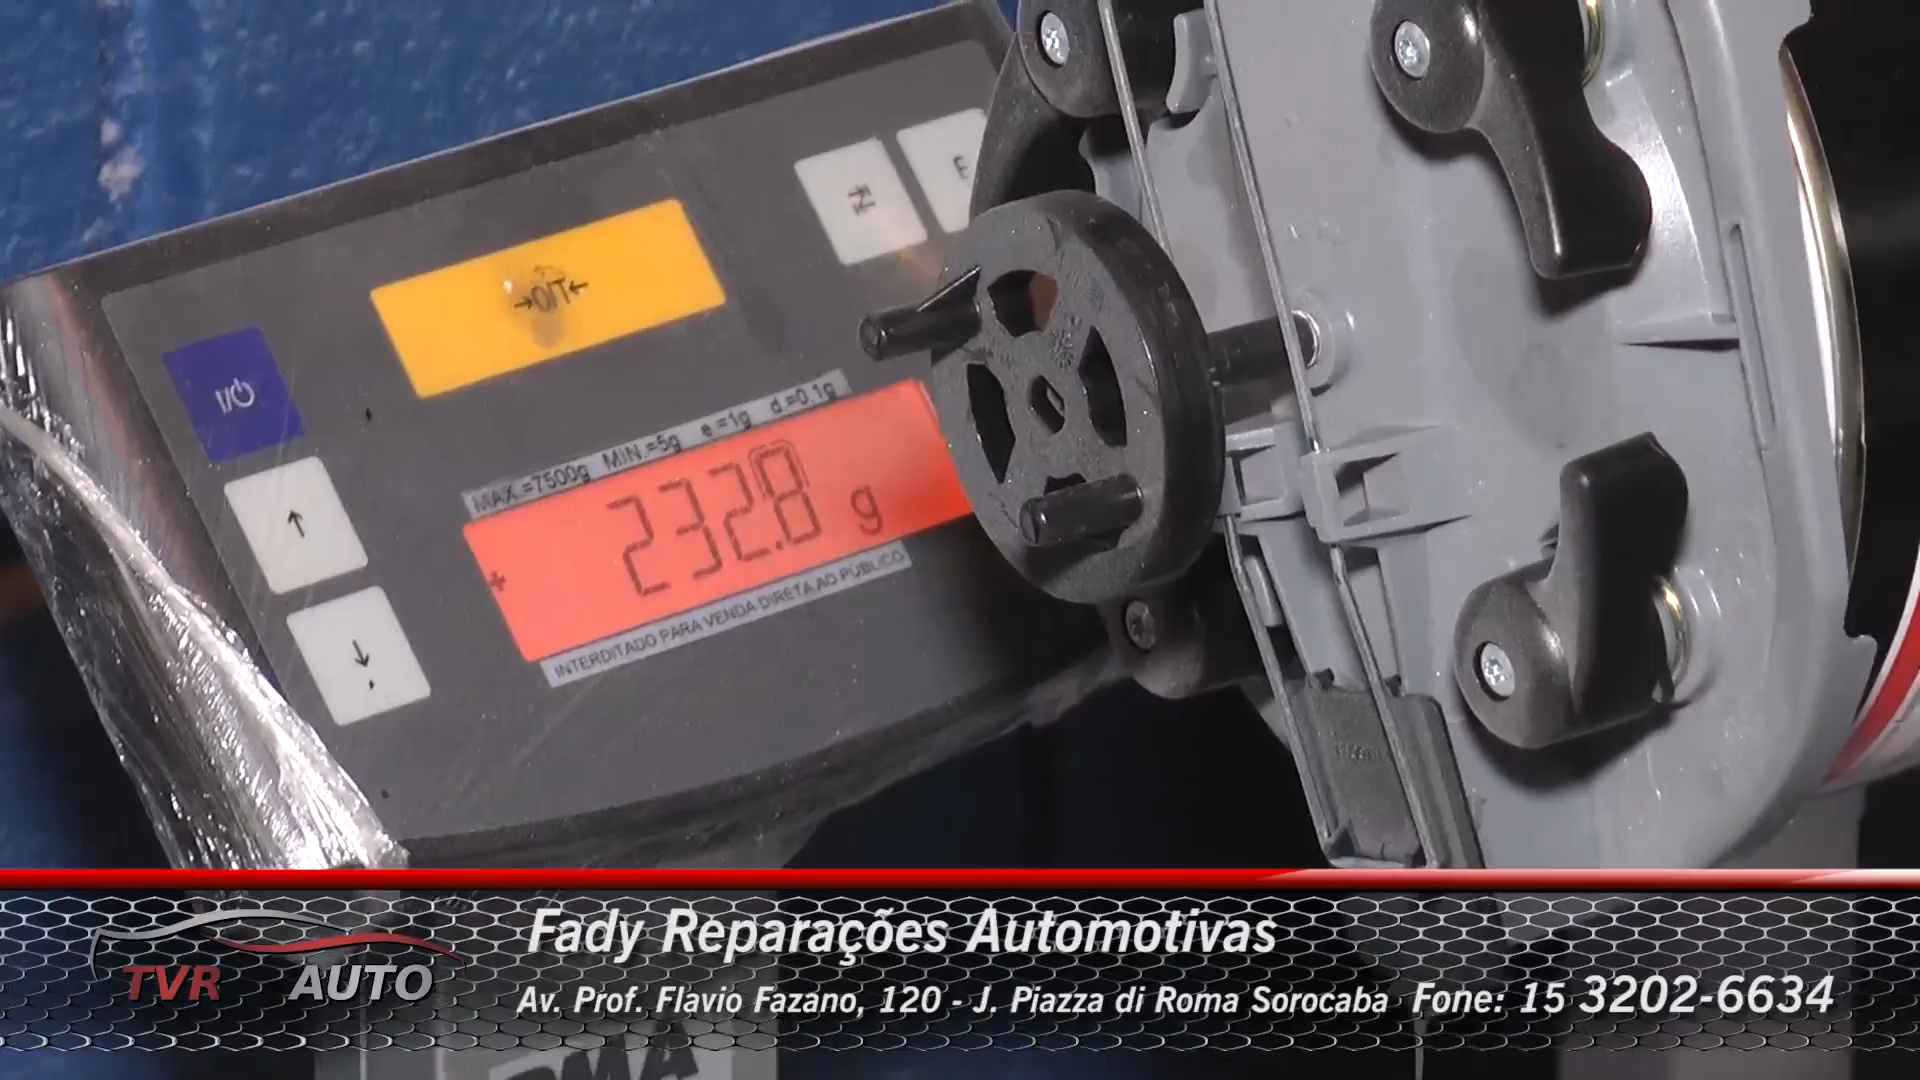 →0/T←
E
I/⏻
↑
MAX.=7500g MIN.=5g e=1g d=0.1g
+ 232.8 g
INTERDITADO PARA VENDA DIRETA AO PÚBLICO
↓
TVR AUTO
Fady Reparações Automotivas
Av. Prof. Flavio Fazano, 120 - J. Piazza di Roma Sorocaba Fone: 15 3202-6634